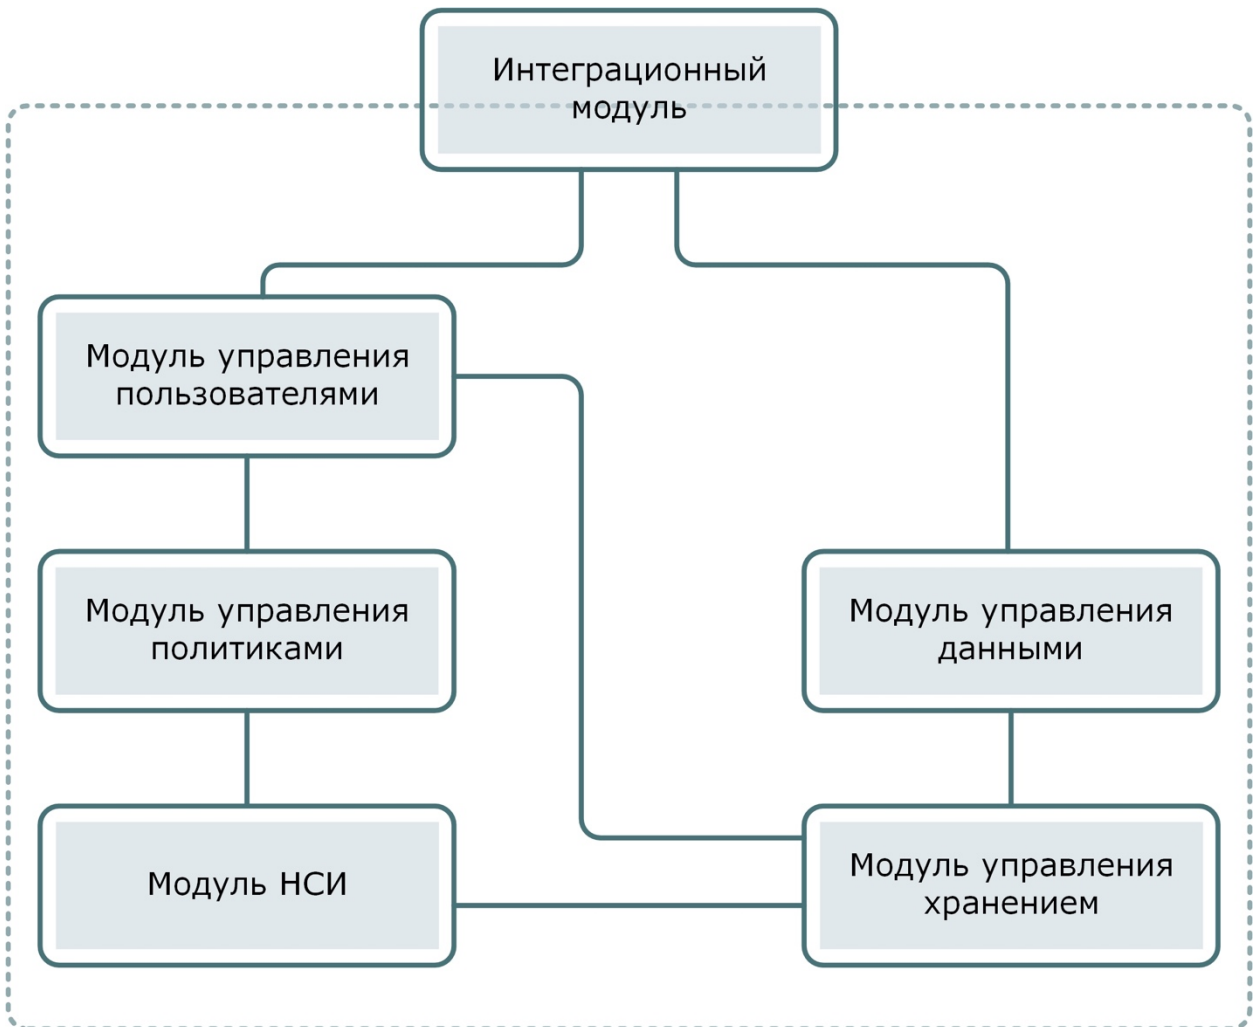 Интеграционный
модуль
Модуль управления
пользователями
Модуль управления
политиками
Модуль управления
данными
Модуль НСИ
Модуль управления
хранением